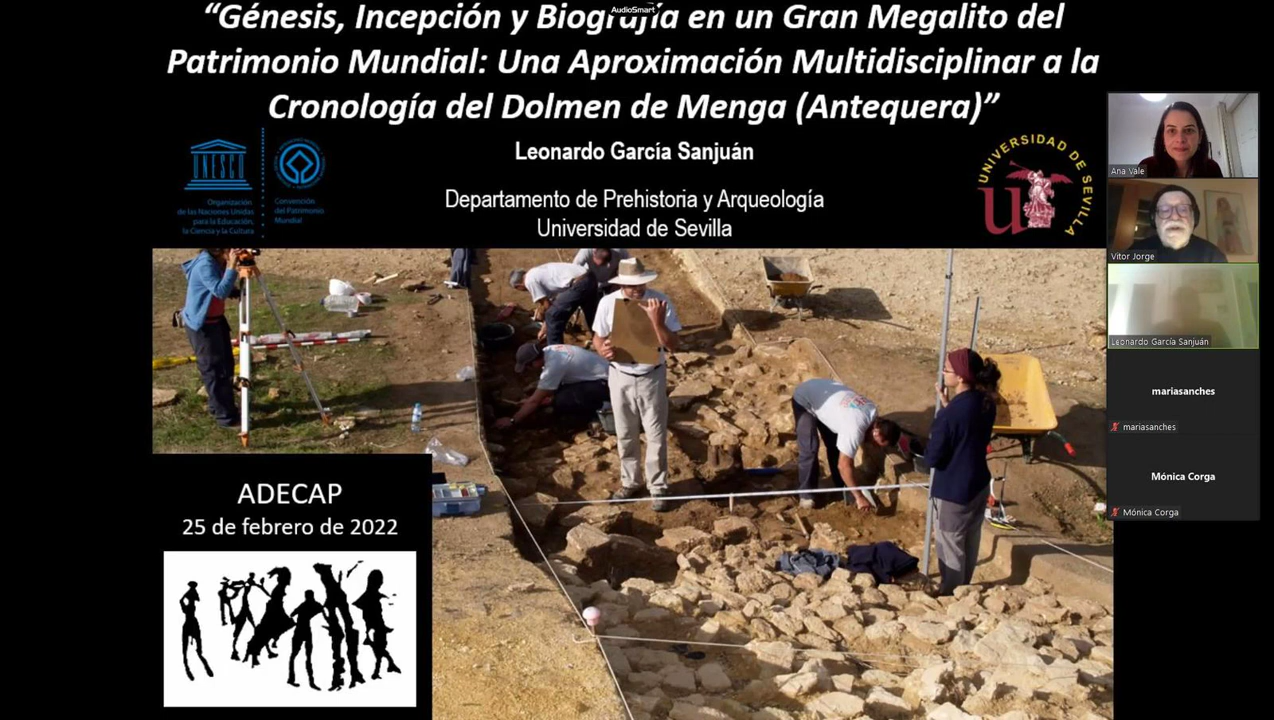 AudioSmart
“Génesis, Incepción y Biografía en un Gran Megalito del
Patrimonio Mundial: Una Aproximación Multidisciplinar a la
Cronología del Dolmen de Menga (Antequera)”
Leonardo García Sanjuán
Departamento de Prehistoria y Arqueología
Universidad de Sevilla
UNESCO
Organización
de las Naciones Unidas
para la Educación,
la Ciencia y la Cultura
Convención
del Patrimonio
Mundial
UNIVERSIDAD DE SEVILLA
ADECAP
25 de febrero de 2022
Ana Vale
Vitor Jorge
Leonardo García Sanjuán
mariasanches
mariasanches
Mónica Corga
Mónica Corga